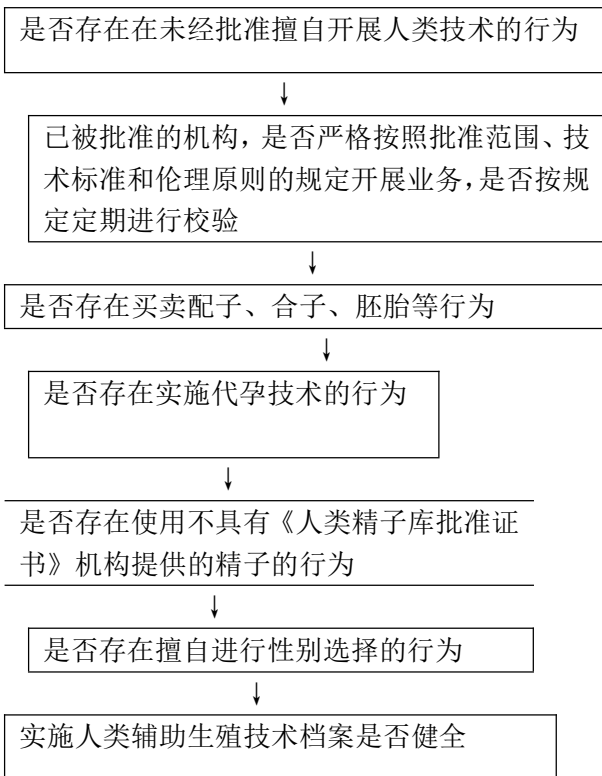 是否存在在未经批准擅自开展人类技术的行为
已被批准的机构，是否严格按照批准范围、技
术标准和伦理原则的规定开展业务，是否按规
定定期进行校验
是否存在买卖配子、合子、胚胎等行为
是否存在实施代孕技术的行为
是否存在使用不具有《人类精子库批准证
书》机构提供的精子的行为
是否存在擅自进行性别选择的行为
实施人类辅助生殖技术档案是否健全